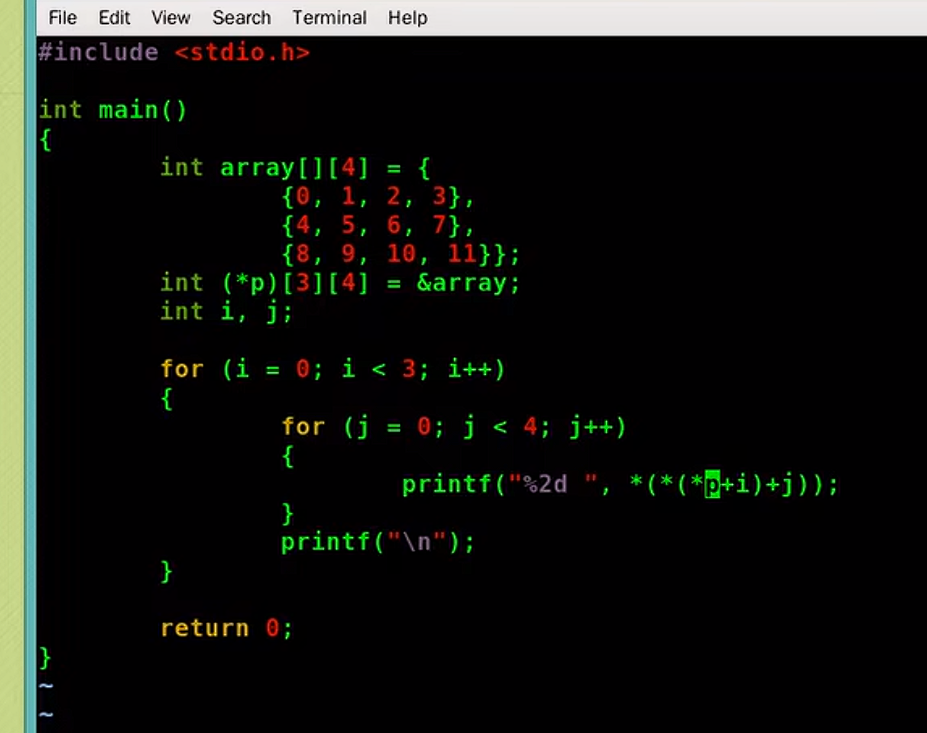 File Edit View Search Terminal Help
#include <stdio.h>
int main()
{
int array[][4] = {
{0, 1, 2, 3},
{4, 5, 6, 7},
{8, 9, 10, 11}};
int (*p)[3][4] = &array;
int i, j;
for (i = 0; i < 3; i++)
{
for (j = 0; j < 4; j++)
{
printf("%2d ", *(*(*p+i)+j));
}
printf("\n");
}
return 0;
}
~
~